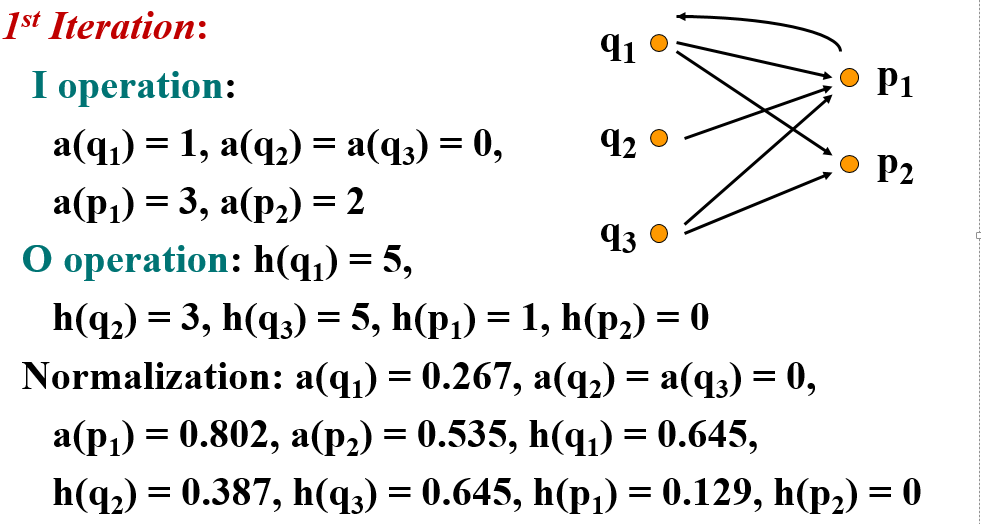 1st Iteration:
I operation:
a(q1) = 1, a(q2) = a(q3) = 0,
a(p1) = 3, a(p2) = 2
O operation: h(q1) = 5,
h(q2) = 3, h(q3) = 5, h(p1) = 1, h(p2) = 0
Normalization: a(q1) = 0.267, a(q2) = a(q3) = 0,
a(p1) = 0.802, a(p2) = 0.535, h(q1) = 0.645,
h(q2) = 0.387, h(q3) = 0.645, h(p1) = 0.129, h(p2) = 0
q1
p1
q2
p2
q3